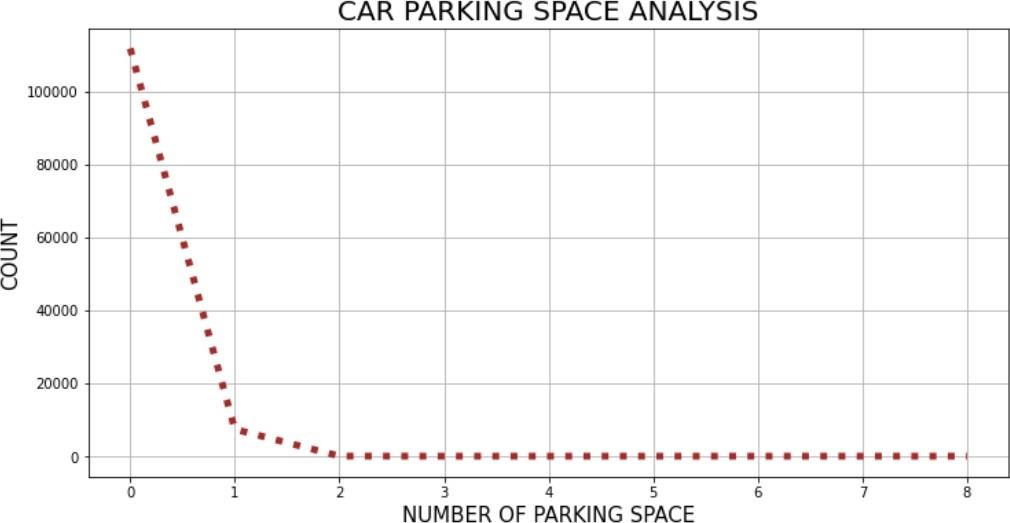 CAR PARKING SPACE ANALYSIS
100000
80000
60000
40000
20000
0
COUNT
0 1 2 3 4 5 6 7 8
NUMBER OF PARKING SPACE